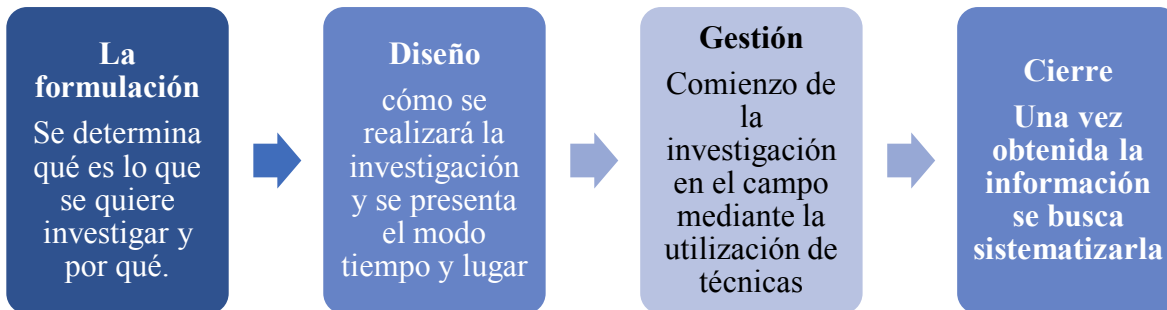 La
formulación
Se determina
qué es lo que
se quiere
investigar y
por qué.
Diseño
cómo se
realizará la
investigación
y se presenta
el modo
tiempo y lugar
Gestión
Comienzo de
la
investigación
en el campo
mediante la
utilización de
técnicas
Cierre
Una vez
obtenida la
información
se busca
sistematizarla